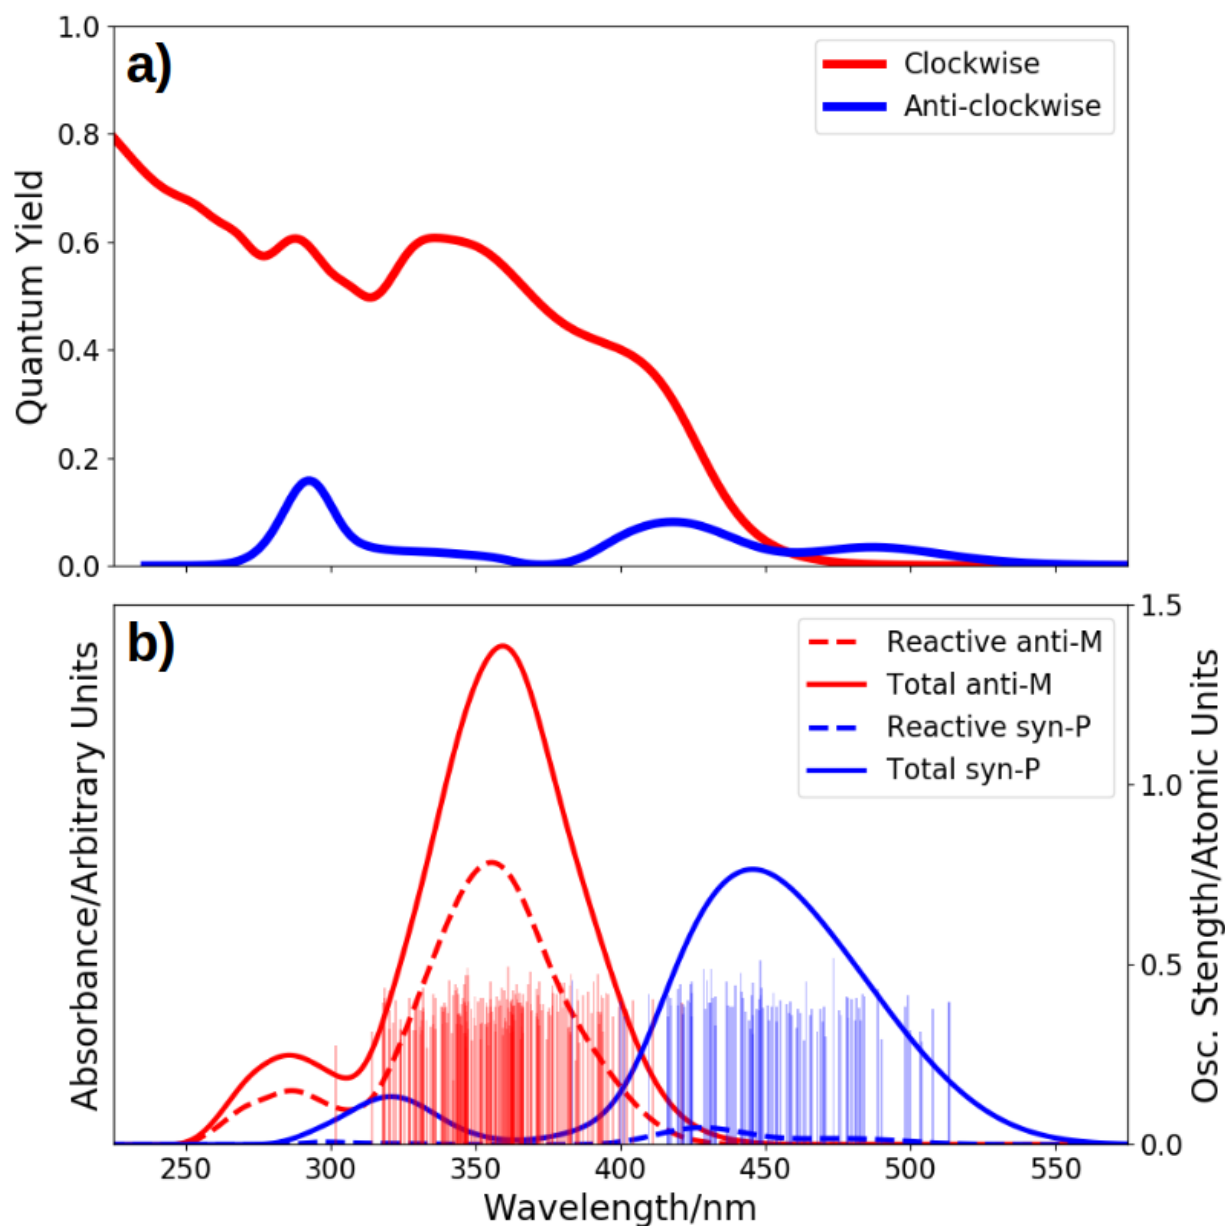 a)
Clockwise
Anti-clockwise
Quantum Yield
1.0
0.8
0.6
0.4
0.2
0.0
b)
Reactive anti-M
Total anti-M
Reactive syn-P
Total syn-P
Absorbance/Arbitrary Units
1.5
1.0
0.5
0.0
Osc. Stength/Atomic Units
250 300 350 400 450 500 550
Wavelength/nm